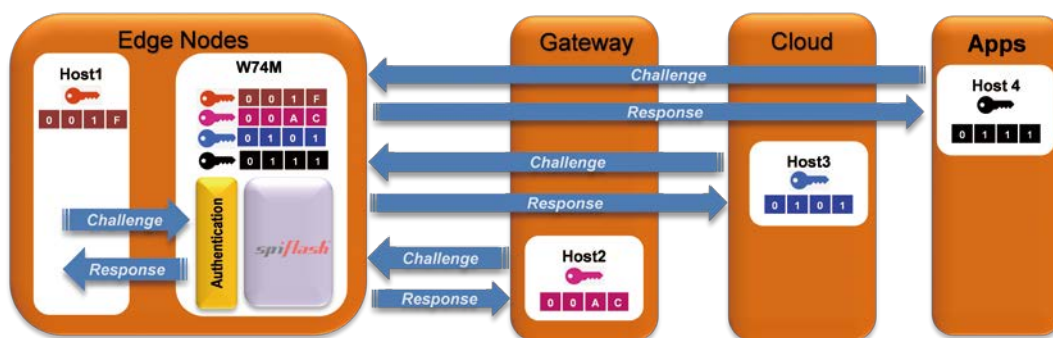 Edge Nodes
Host1
0 0 1 F
W74M
0 0 1 F
0 0 A C
0 1 0 1
0 1 1 1
Challenge
Response
Authentication
spiflash
Gateway
Cloud
Apps
Challenge
Response
Host 4
0 1 1 1
Challenge
Response
Host3
0 1 0 1
Challenge
Response
Host2
0 0 A C